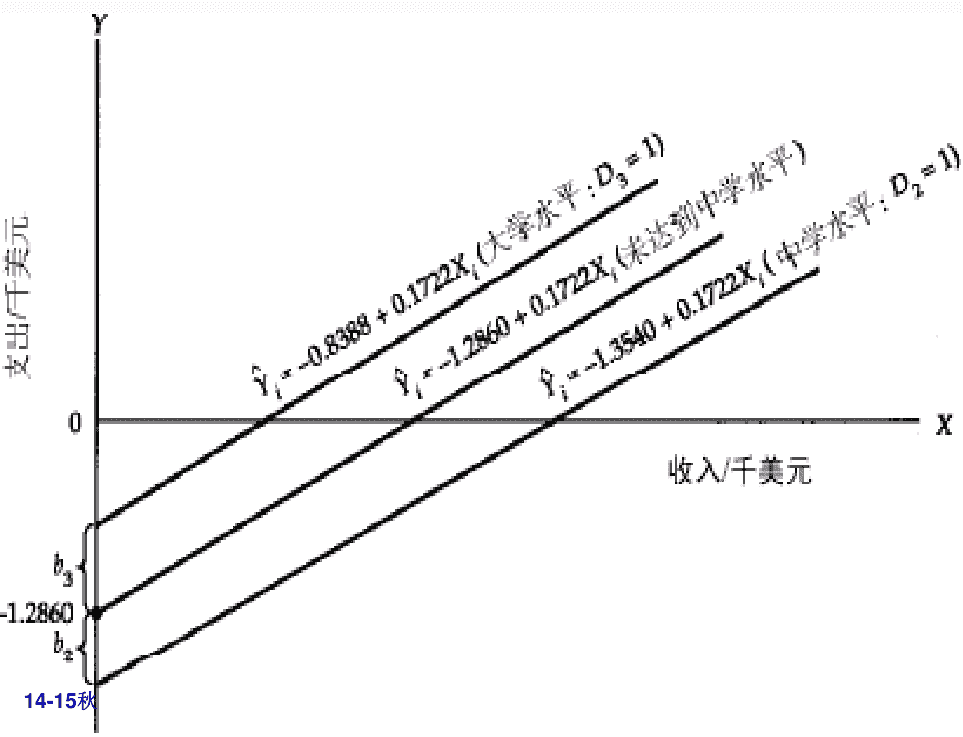 Y
支出/千美元
Ŷᵢ = -0.8388 + 0.1722Xᵢ (大学水平 : D₃ = 1)
Ŷᵢ = -1.2860 + 0.1722Xᵢ (未达到中学水平)
Ŷᵢ = -1.3540 + 0.1722Xᵢ (中学水平 : D₂ = 1)
0
X
收入/千美元
b₃
-1.2860
b₂
14-15秋